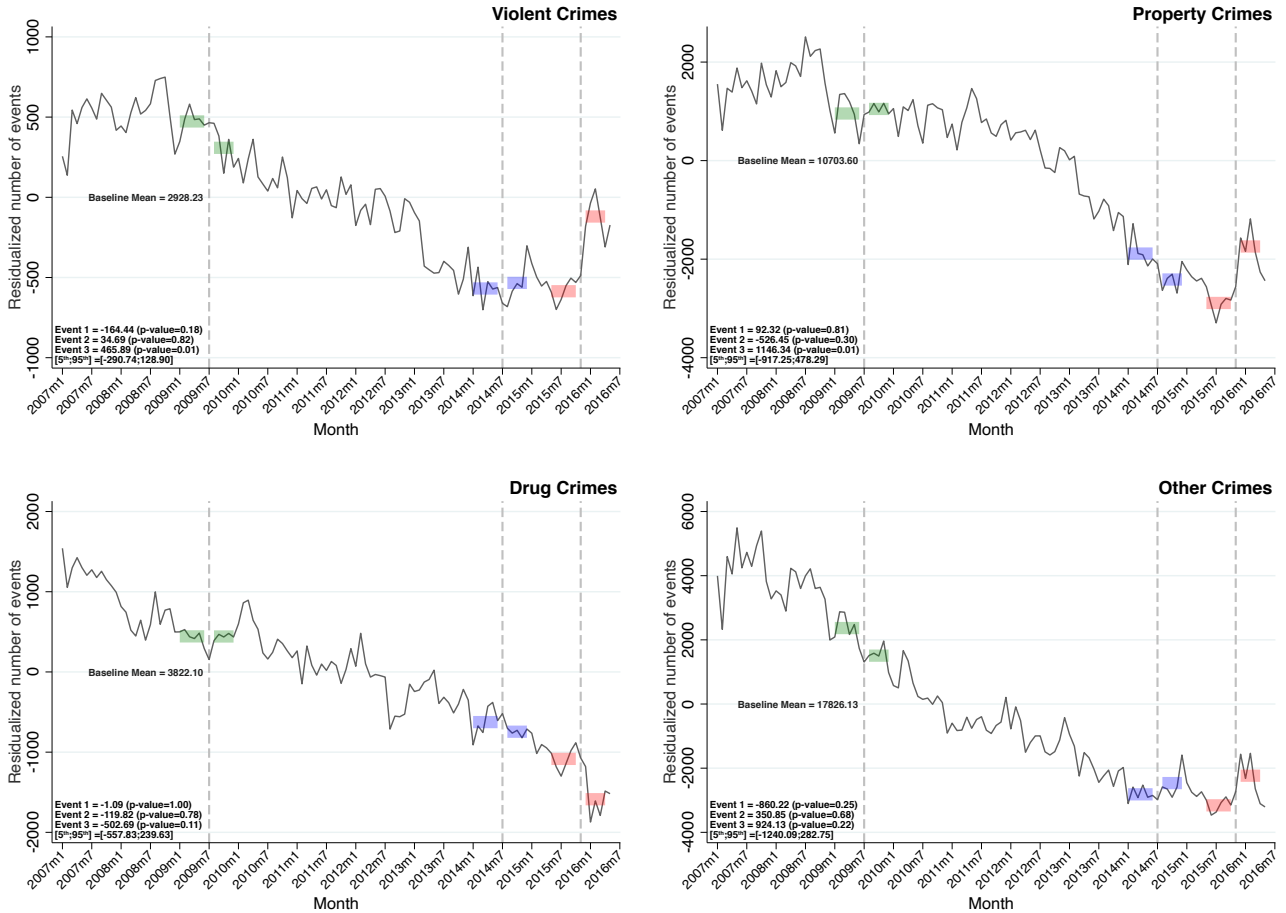 Violent Crimes
Residualized number of events
1000
500
0
-500
-1000
Baseline Mean = 2928.23
Event 1 = -164.44 (p-value=0.18)
Event 2 = 34.69 (p-value=0.82)
Event 3 = 465.89 (p-value=0.01)
[5th;95th] =[-290.74;128.90]
2007m1 2007m7 2008m1 2008m7 2009m1 2009m7 2010m1 2010m7 2011m1 2011m7 2012m1 2012m7 2013m1 2013m7 2014m1 2014m7 2015m1 2015m7 2016m1 2016m7
Month
Property Crimes
Residualized number of events
2000
0
-2000
-4000
Baseline Mean = 10703.60
Event 1 = 92.32 (p-value=0.81)
Event 2 = -526.45 (p-value=0.30)
Event 3 = 1146.34 (p-value=0.01)
[5th;95th] =[-917.25;478.29]
2007m1 2007m7 2008m1 2008m7 2009m1 2009m7 2010m1 2010m7 2011m1 2011m7 2012m1 2012m7 2013m1 2013m7 2014m1 2014m7 2015m1 2015m7 2016m1 2016m7
Month
Drug Crimes
Residualized number of events
2000
1000
0
-1000
-2000
Baseline Mean = 3822.10
Event 1 = -1.09 (p-value=1.00)
Event 2 = -119.82 (p-value=0.78)
Event 3 = -502.69 (p-value=0.11)
[5th;95th] =[-557.83;239.63]
2007m1 2007m7 2008m1 2008m7 2009m1 2009m7 2010m1 2010m7 2011m1 2011m7 2012m1 2012m7 2013m1 2013m7 2014m1 2014m7 2015m1 2015m7 2016m1 2016m7
Month
Other Crimes
Residualized number of events
6000
4000
2000
0
-2000
-4000
Baseline Mean = 17826.13
Event 1 = -860.22 (p-value=0.25)
Event 2 = 350.85 (p-value=0.68)
Event 3 = 924.13 (p-value=0.22)
[5th;95th] =[-1240.09;282.75]
2007m1 2007m7 2008m1 2008m7 2009m1 2009m7 2010m1 2010m7 2011m1 2011m7 2012m1 2012m7 2013m1 2013m7 2014m1 2014m7 2015m1 2015m7 2016m1 2016m7
Month